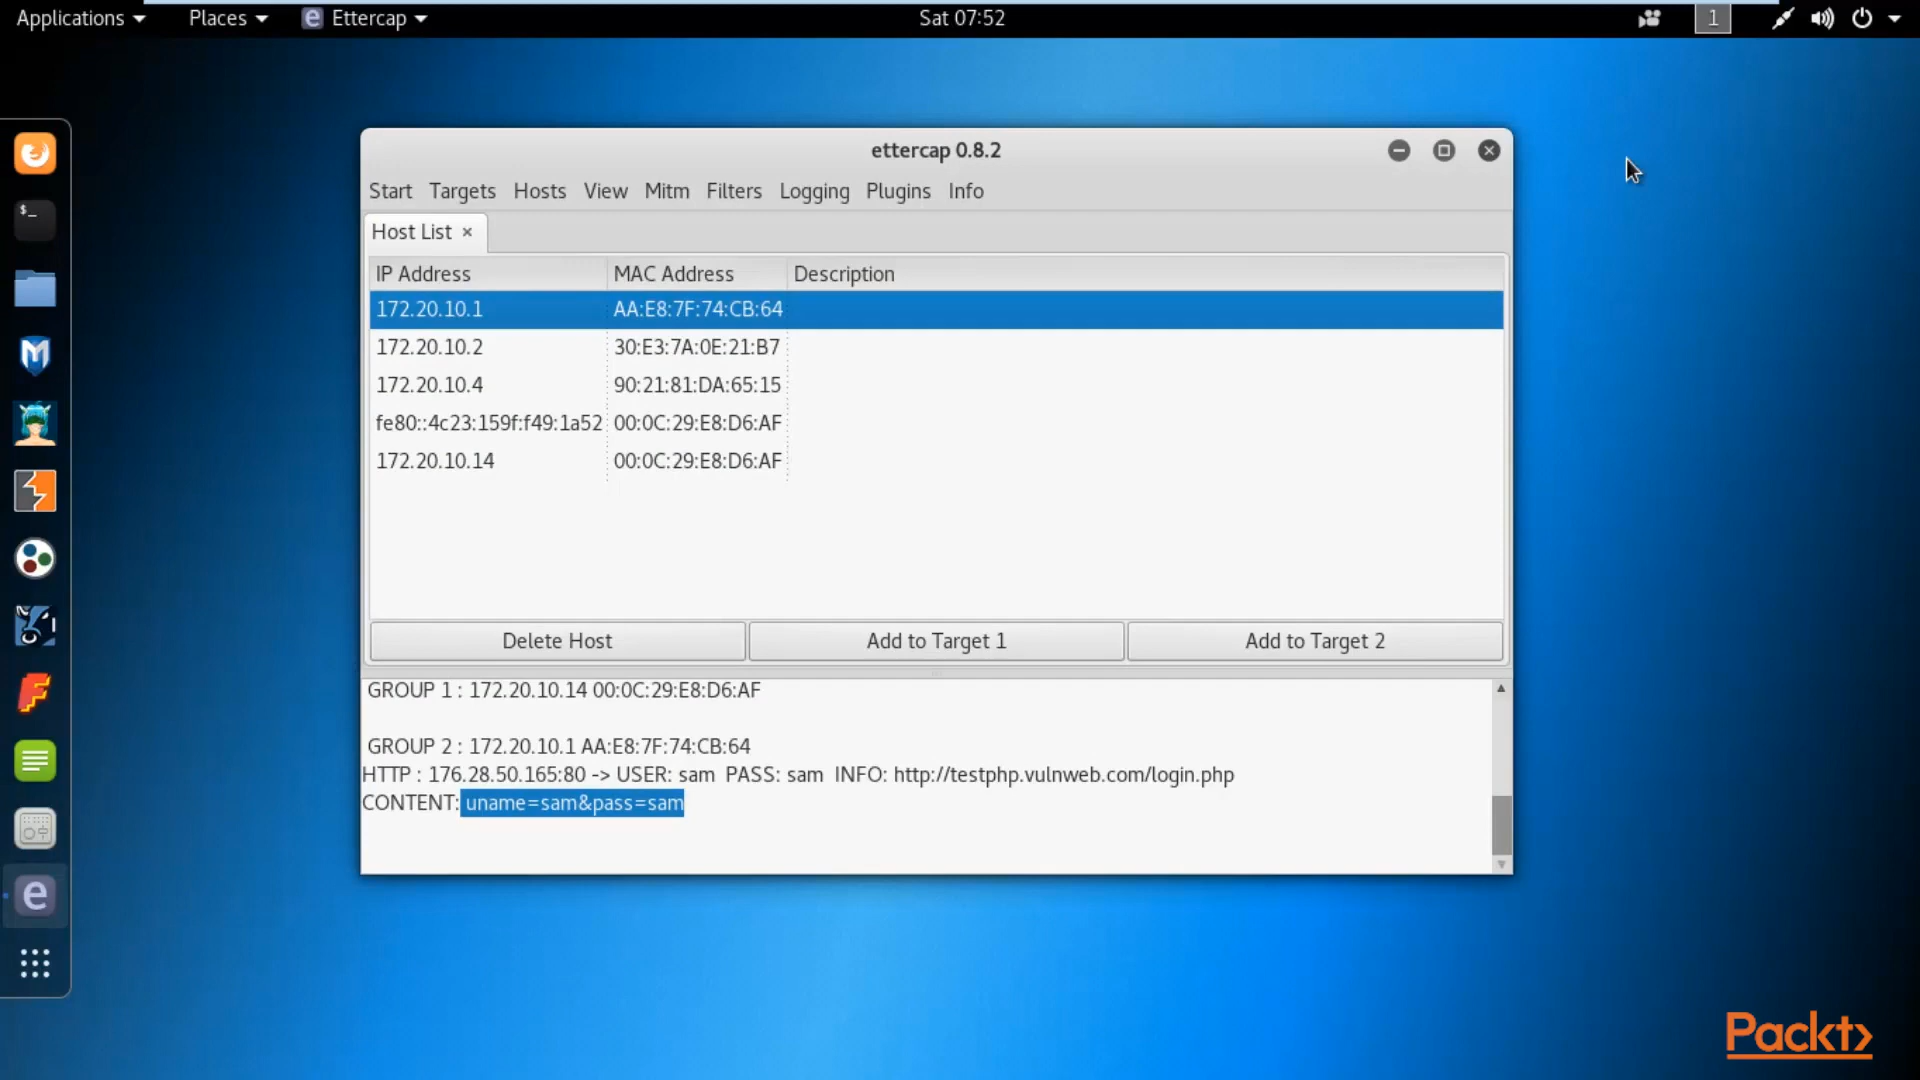 Applications Places Ettercap Sat 07:52 1
ettercap 0.8.2
Start Targets Hosts View Mitm Filters Logging Plugins Info
Host List ×
IP Address MAC Address Description
172.20.10.1 AA:E8:7F:74:CB:64
172.20.10.2 30:E3:7A:0E:21:B7
172.20.10.4 90:21:81:DA:65:15
fe80::4c23:159f:f49:1a52 00:0C:29:E8:D6:AF
172.20.10.14 00:0C:29:E8:D6:AF
Delete Host Add to Target 1 Add to Target 2
GROUP 1 : 172.20.10.14 00:0C:29:E8:D6:AF
GROUP 2 : 172.20.10.1 AA:E8:7F:74:CB:64
HTTP : 176.28.50.165:80 -> USER: sam PASS: sam INFO: http://testphp.vulnweb.com/login.php
CONTENT: uname=sam&pass=sam
Packt>